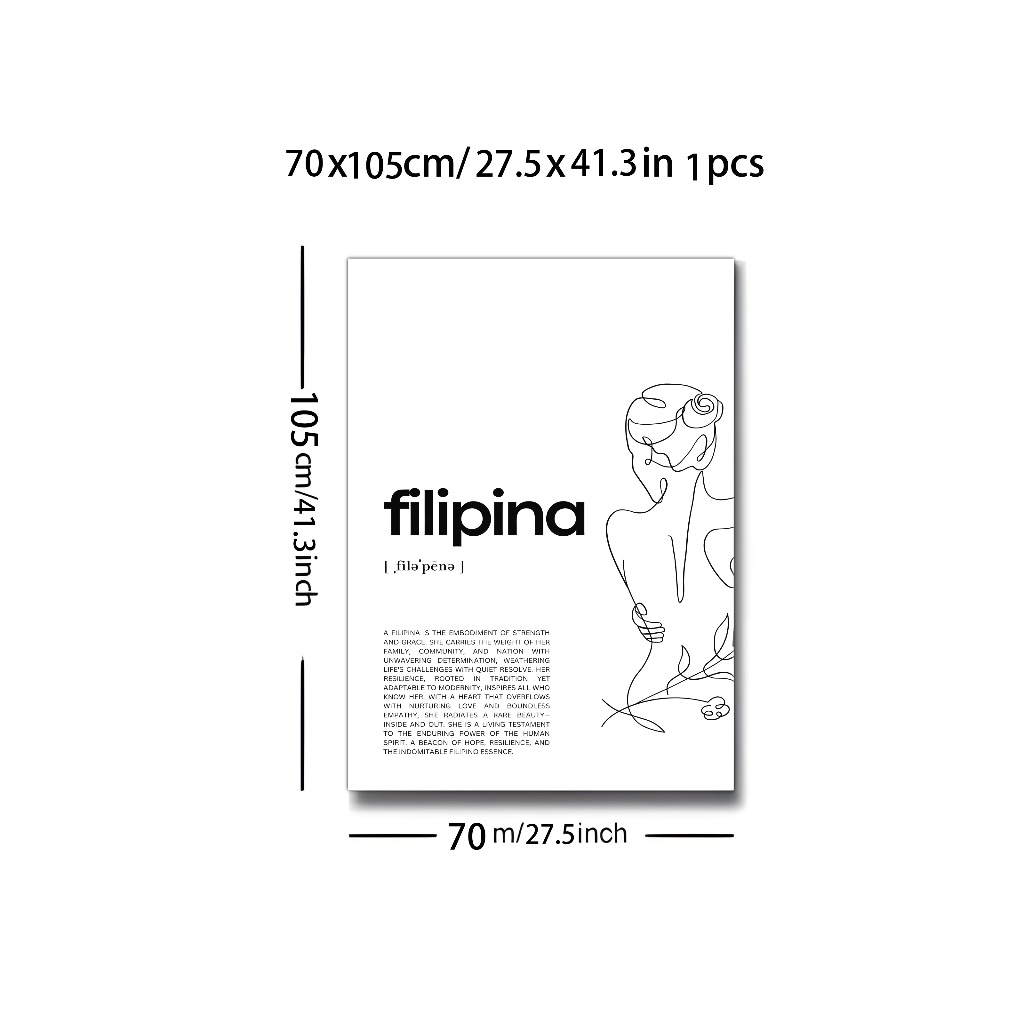 70x105cm/27.5x41.3in 1pcs
105cm/41.3inch
filipina
[ ˌfiləˈpēnə ]
A FILIPINA IS THE EMBODIMENT OF STRENGTH
AND GRACE. SHE CARRIES THE WEIGHT OF HER
FAMILY, COMMUNITY, AND NATION WITH
UNWAVERING DETERMINATION, WEATHERING
LIFE'S CHALLENGES WITH QUIET RESOLVE. HER
RESILIENCE, ROOTED IN TRADITION YET
ADAPTABLE TO MODERNITY, INSPIRES ALL WHO
KNOW HER. WITH A HEART THAT OVERFLOWS
WITH NURTURING LOVE AND BOUNDLESS
EMPATHY, SHE RADIATES A RARE BEAUTY—
INSIDE AND OUT. SHE IS A LIVING TESTAMENT
TO THE ENDURING POWER OF THE HUMAN
SPIRIT, A BEACON OF HOPE, RESILIENCE, AND
THE INDOMITABLE FILIPINO ESSENCE.
70 m/27.5inch